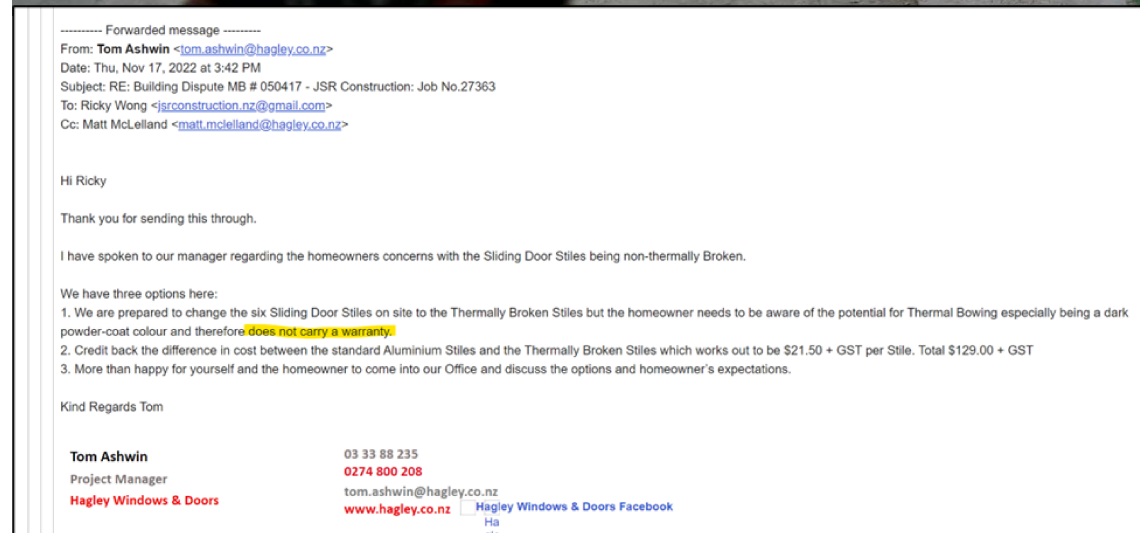 ---------- Forwarded message ---------
From: Tom Ashwin <tom.ashwin@hagley.co.nz>
Date: Thu, Nov 17, 2022 at 3:42 PM
Subject: RE: Building Dispute MB # 050417 - JSR Construction: Job No.27363
To: Ricky Wong <jsrconstruction.nz@gmail.com>
Cc: Matt McLelland <matt.mclelland@hagley.co.nz>
Hi Ricky
Thank you for sending this through.
I have spoken to our manager regarding the homeowners concerns with the Sliding Door Stiles being non-thermally Broken.
We have three options here:
1. We are prepared to change the six Sliding Door Stiles on site to the Thermally Broken Stiles but the homeowner needs to be aware of the potential for Thermal Bowing especially being a dark
powder-coat colour and therefore does not carry a warranty.
2. Credit back the difference in cost between the standard Aluminium Stiles and the Thermally Broken Stiles which works out to be $21.50 + GST per Stile. Total $129.00 + GST
3. More than happy for yourself and the homeowner to come into our Office and discuss the options and homeowner´s expectations.
Kind Regards Tom
Tom Ashwin
Project Manager
Hagley Windows & Doors
03 33 88 235
0274 800 208
tom.ashwin@hagley.co.nz
www.hagley.co.nz
Hagley Windows & Doors Facebook
Ha